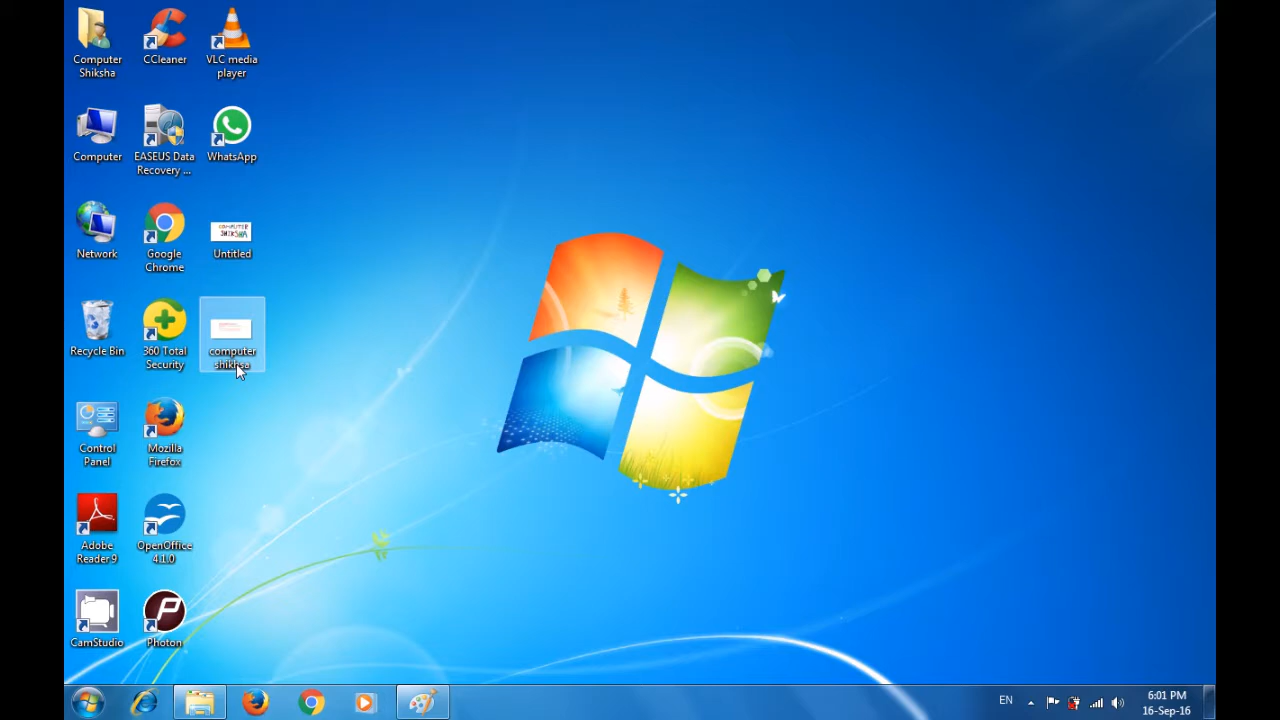 Computer
Shiksha
CCleaner
VLC media
player
Computer
EASEUS Data
Recovery ...
WhatsApp
Network
Google
Chrome
COMPUTER
SHIKSHA
Untitled
Recycle Bin
360 Total
Security
computer
shikhsa
Control
Panel
Mozilla
Firefox
Adobe
Reader 9
OpenOffice
4.1.0
CamStudio
Photon
EN
6:01 PM
16-Sep-16